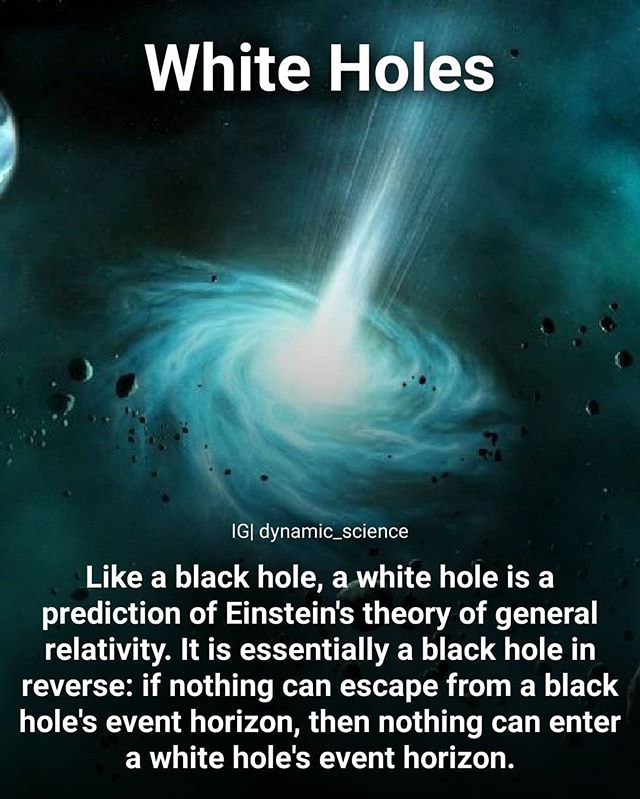 White Holes
IG| dynamic_science
Like a black hole, a white hole is a
prediction of Einstein's theory of general
relativity. It is essentially a black hole in
reverse: if nothing can escape from a black
hole's event horizon, then nothing can enter
a white hole's event horizon.